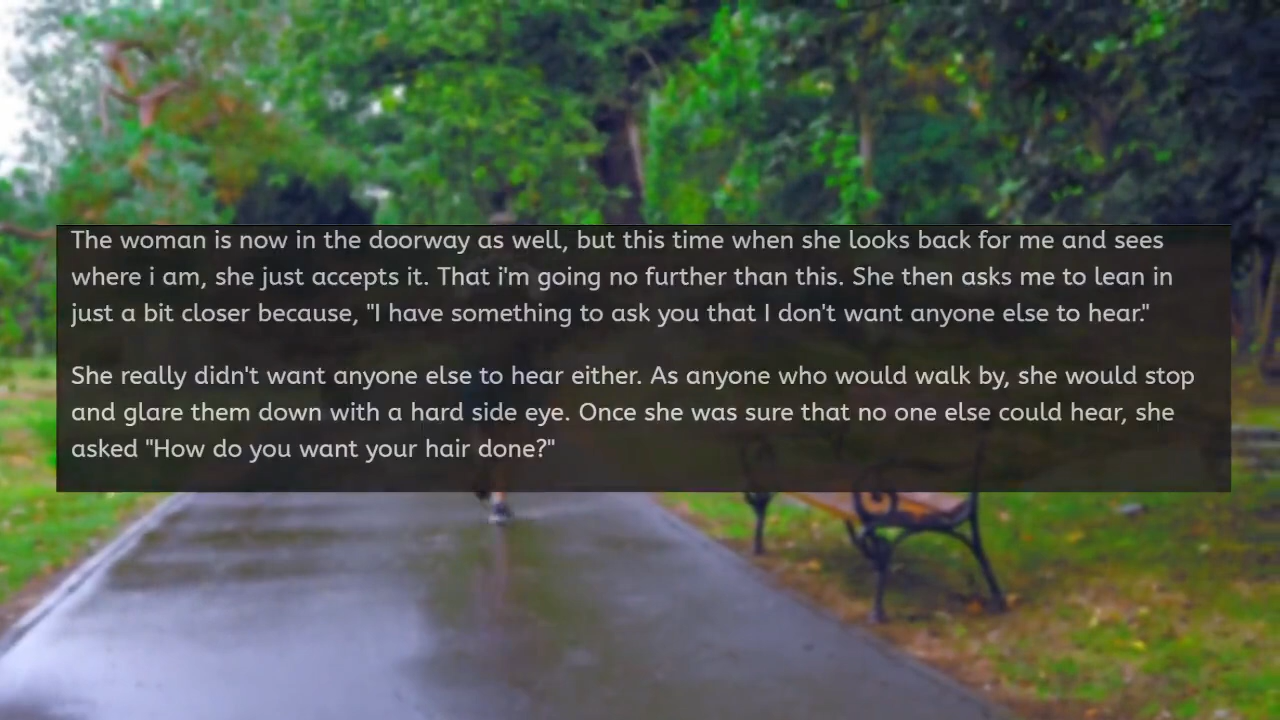 The woman is now in the doorway as well, but this time when she looks back for me and sees
where i am, she just accepts it. That i'm going no further than this. She then asks me to lean in
just a bit closer because, "I have something to ask you that I don't want anyone else to hear."
She really didn't want anyone else to hear either. As anyone who would walk by, she would stop
and glare them down with a hard side eye. Once she was sure that no one else could hear, she
asked "How do you want your hair done?"